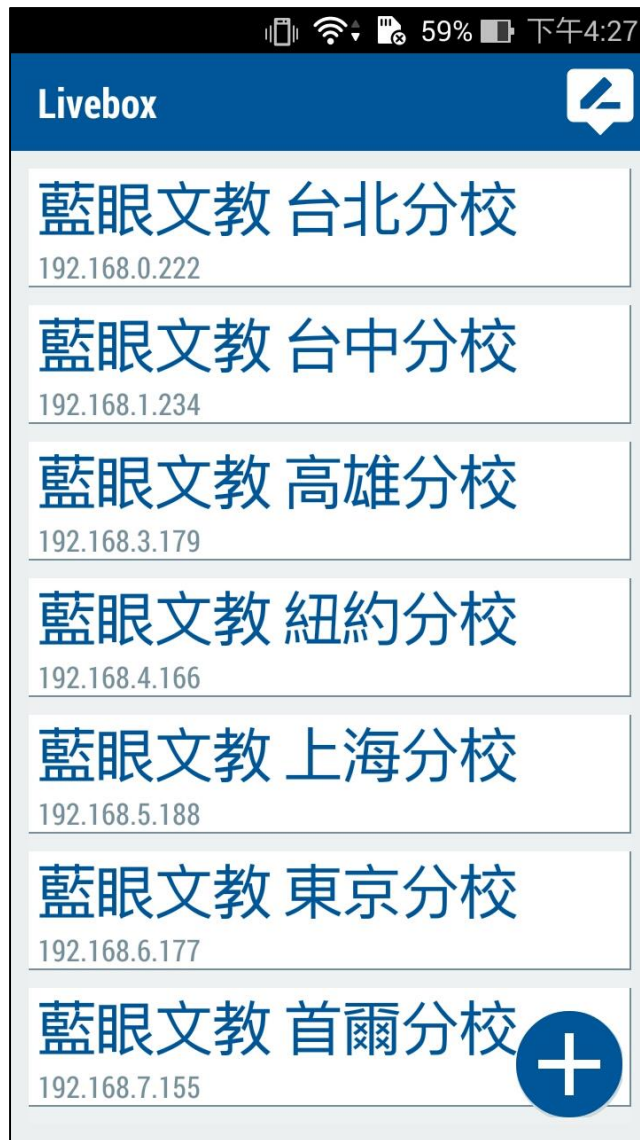 59% 下午4:27
Livebox
藍眼文教 台北分校
192.168.0.222
藍眼文教 台中分校
192.168.1.234
藍眼文教 高雄分校
192.168.3.179
藍眼文教 紐約分校
192.168.4.166
藍眼文教 上海分校
192.168.5.188
藍眼文教 東京分校
192.168.6.177
藍眼文教 首爾分校
192.168.7.155